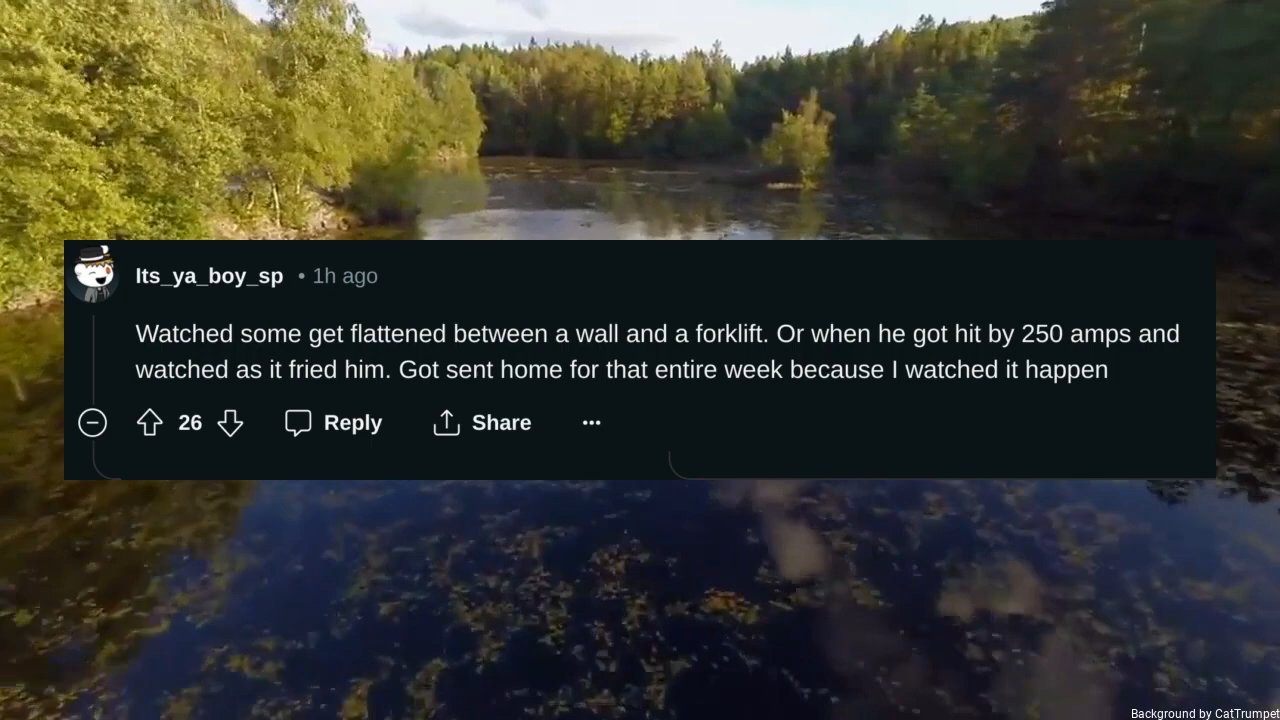 Its_ya_boy_sp • 1h ago
Watched some get flattened between a wall and a forklift. Or when he got hit by 250 amps and
watched as it fried him. Got sent home for that entire week because I watched it happen
26 Reply Share ...
Background by CatTrumpet